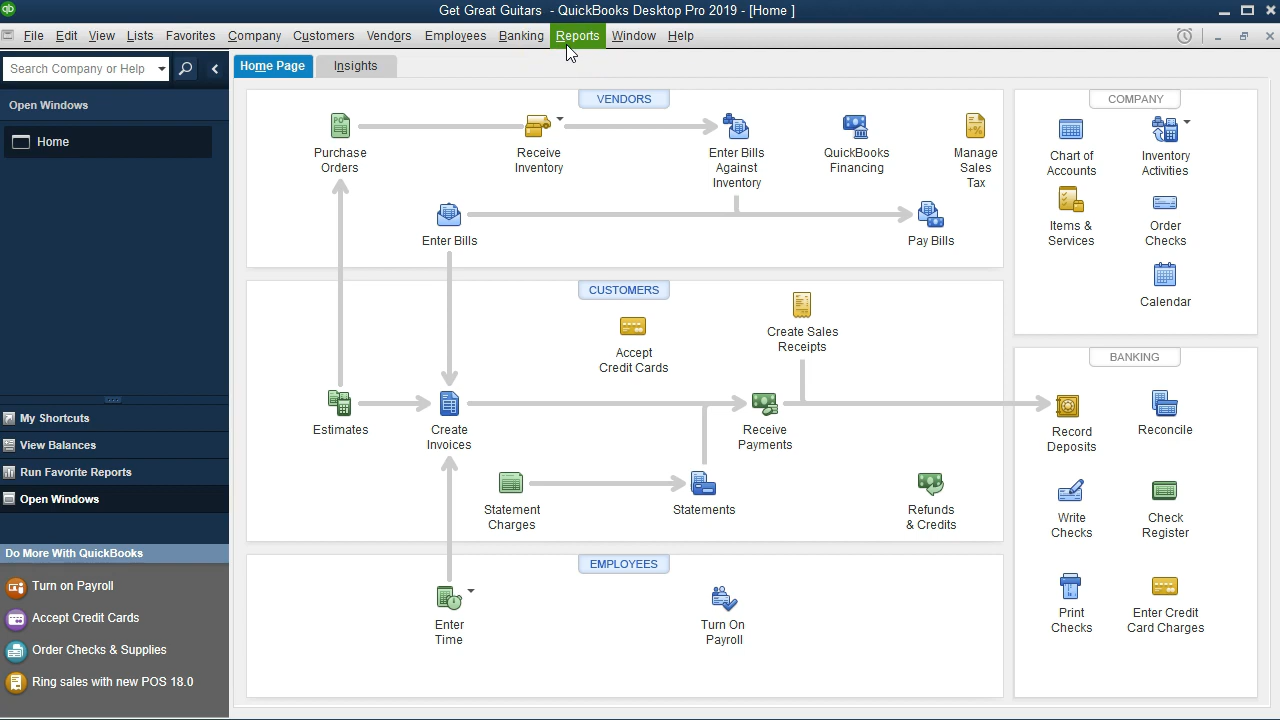 Get Great Guitars - QuickBooks Desktop Pro 2019 - [Home ]
File Edit View Lists Favorites Company Customers Vendors Employees Banking Reports Window Help
Search Company or Help
Home Page Insights
Open Windows
Home
My Shortcuts
View Balances
Run Favorite Reports
Open Windows
Do More With QuickBooks
Turn on Payroll
Accept Credit Cards
Order Checks & Supplies
Ring sales with new POS 18.0
VENDORS
Purchase
Orders
Receive
Inventory
Enter Bills
Against
Inventory
QuickBooks
Financing
Manage
Sales
Tax
Enter Bills
Pay Bills
CUSTOMERS
Accept
Credit Cards
Create Sales
Receipts
Estimates
Create
Invoices
Receive
Payments
Statement
Charges
Statements
Refunds
& Credits
EMPLOYEES
Enter
Time
Turn On
Payroll
COMPANY
Chart of
Accounts
Inventory
Activities
Items &
Services
Order
Checks
Calendar
BANKING
Record
Deposits
Reconcile
Write
Checks
Check
Register
Print
Checks
Enter Credit
Card Charges